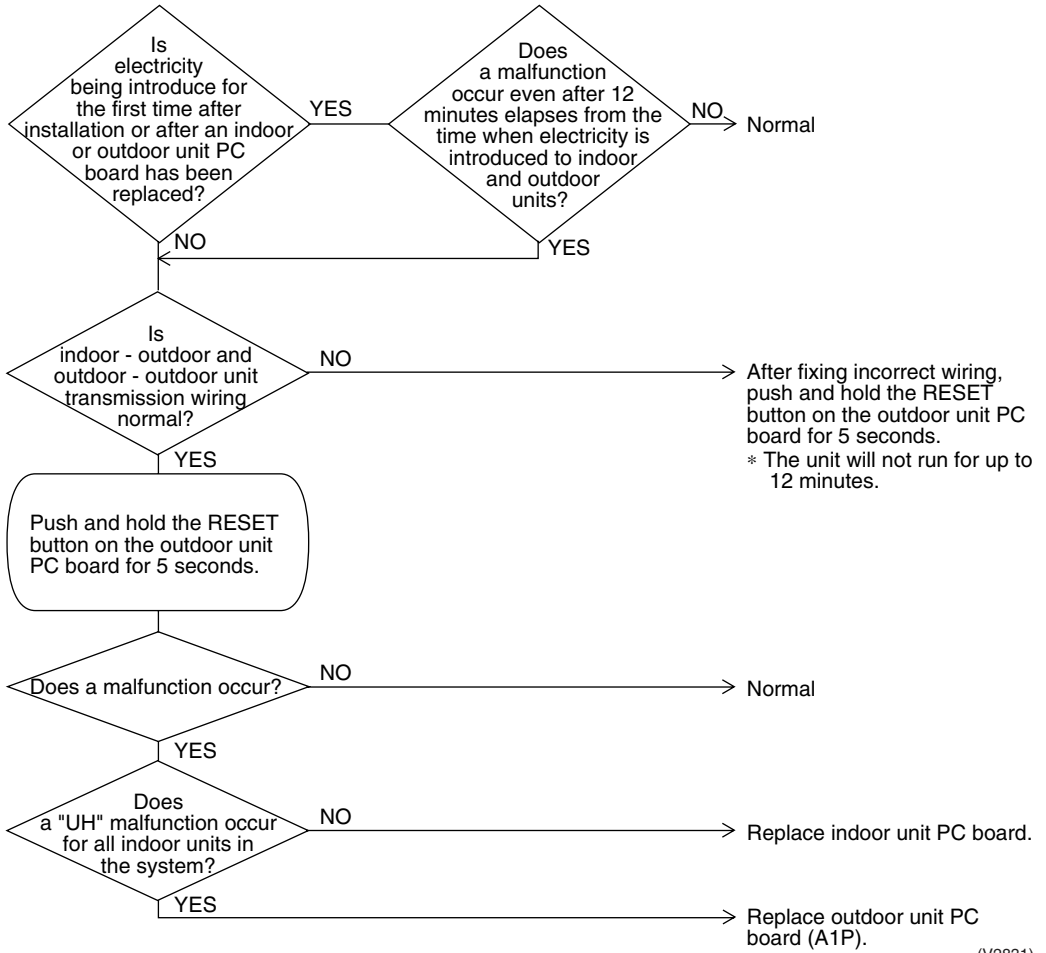 Is
electricity
being introduce for
the first time after
installation or after an indoor
or outdoor unit PC
board has been
replaced?
YES
Does
a malfunction
occur even after 12
minutes elapses from the
time when electricity is
introduced to indoor
and outdoor
units?
NO
Normal
NO
YES
Is
indoor - outdoor and
outdoor - outdoor unit
transmission wiring
normal?
NO
After fixing incorrect wiring,
push and hold the RESET
button on the outdoor unit PC
board for 5 seconds.
* The unit will not run for up to
12 minutes.
YES
Push and hold the RESET
button on the outdoor unit
PC board for 5 seconds.
Does a malfunction occur?
NO
Normal
YES
Does
a "UH" malfunction occur
for all indoor units in
the system?
NO
Replace indoor unit PC board.
YES
Replace outdoor unit PC
board (A1P).